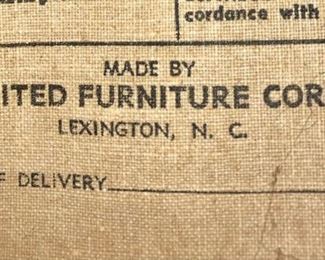 cordance with
MADE BY
ITED FURNITURE COR
LEXINGTON, N. C.
F DELIVERY